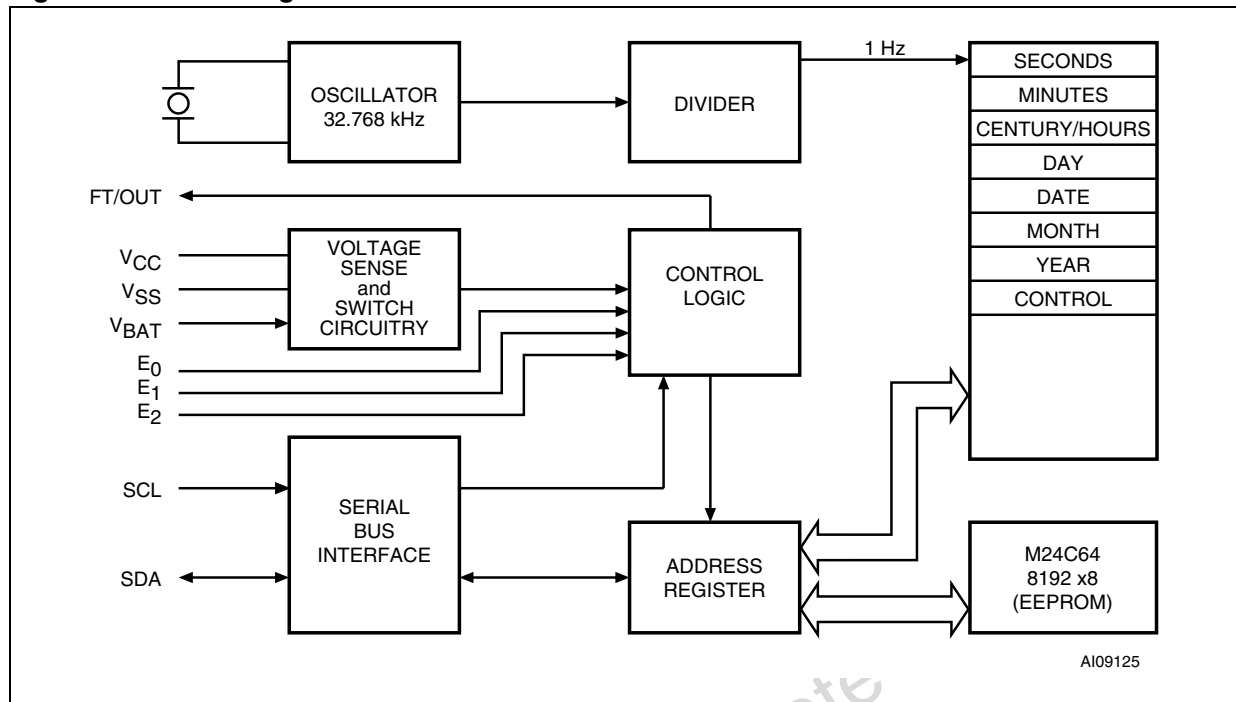 1 Hz
OSCILLATOR
32.768 kHz
DIVIDER
SECONDS
MINUTES
CENTURY/HOURS
DAY
DATE
MONTH
YEAR
CONTROL
FT/OUT
VCC
VSS
VBAT
VOLTAGE
SENSE
and
SWITCH
CIRCUITRY
CONTROL
LOGIC
E0
E1
E2
SCL
SDA
SERIAL
BUS
INTERFACE
ADDRESS
REGISTER
M24C64
8192 x8
(EEPROM)
AI09125